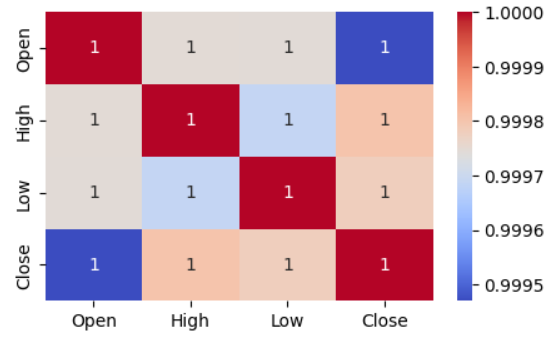 1.0000
Open 1 1 1 1
0.9999
High 1 1 1 1
0.9998
0.9997
Low 1 1 1 1
0.9996
Close 1 1 1 1
0.9995
Open High Low Close